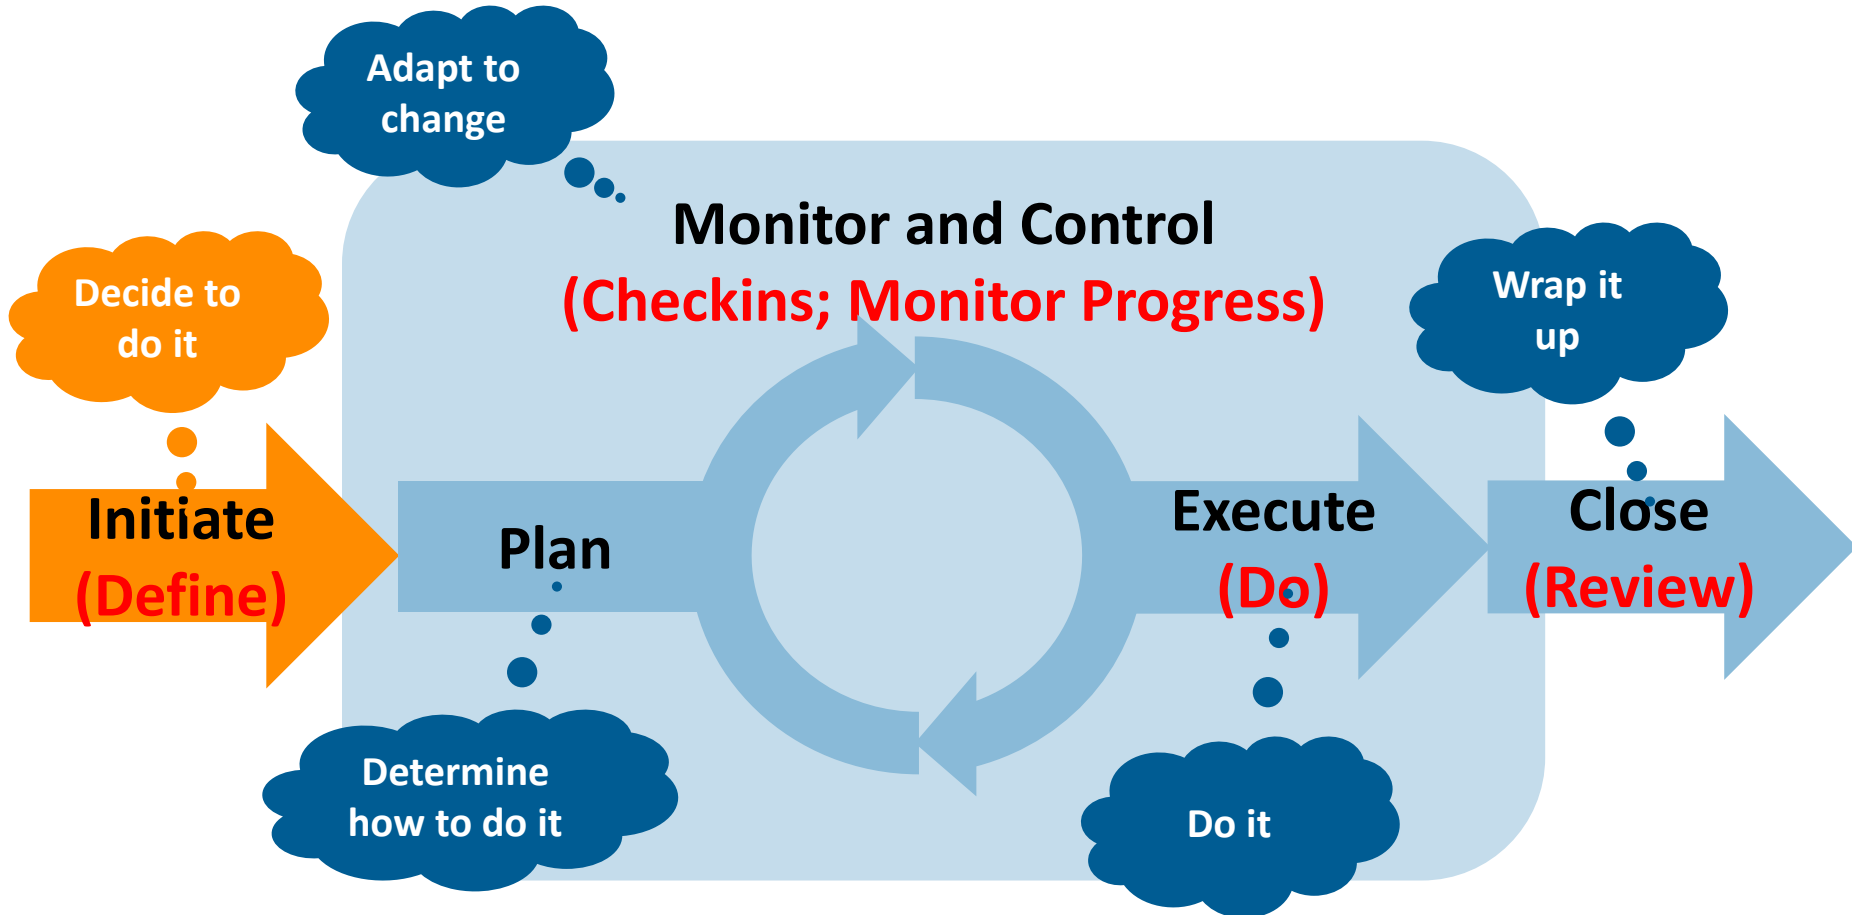 Adapt to
change
Monitor and Control
(Checkins; Monitor Progress)
Decide to
do it
Wrap it
up
Initiate
(Define)
Plan
Execute
(Do)
Close
(Review)
Determine
how to do it
Do it